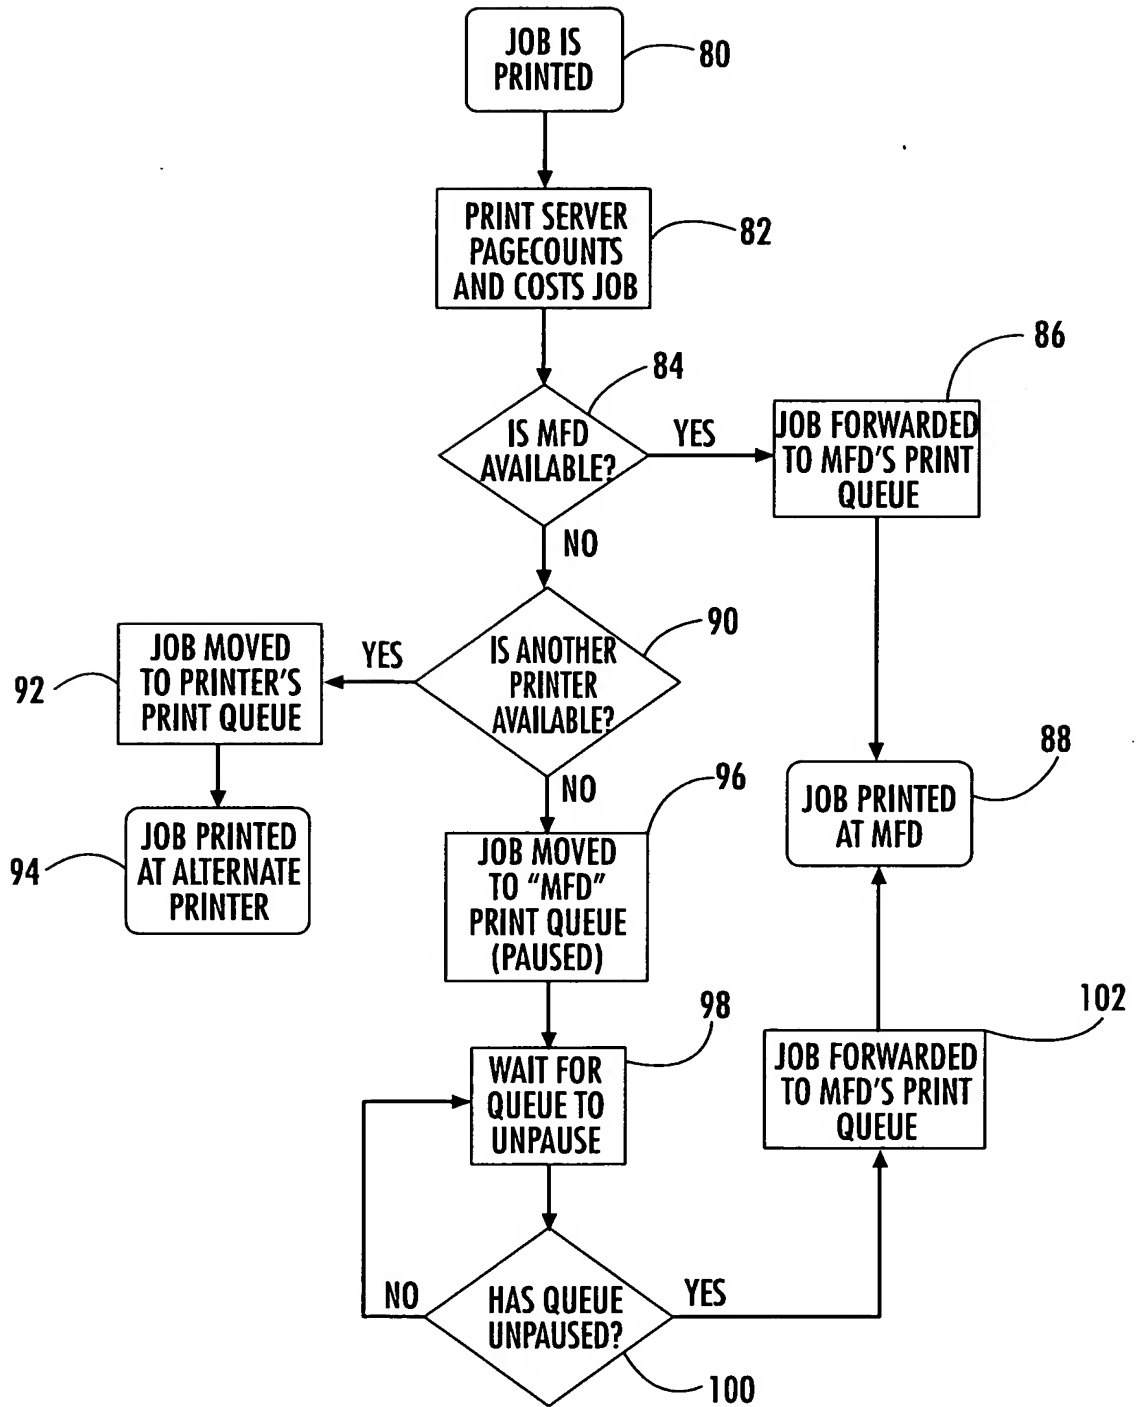 JOB IS
PRINTED
80
PRINT SERVER
PAGECOUNTS
AND COSTS JOB
82
IS MFD
AVAILABLE?
84
YES
NO
JOB FORWARDED
TO MFD'S PRINT
QUEUE
86
IS ANOTHER
PRINTER
AVAILABLE?
90
YES
NO
JOB MOVED
TO PRINTER'S
PRINT QUEUE
92
JOB PRINTED
AT ALTERNATE
PRINTER
94
JOB PRINTED
AT MFD
88
JOB MOVED
TO “MFD”
PRINT QUEUE
(PAUSED)
96
WAIT FOR
QUEUE TO
UNPAUSE
98
JOB FORWARDED
TO MFD'S PRINT
QUEUE
102
HAS QUEUE
UNPAUSED?
NO
YES
100